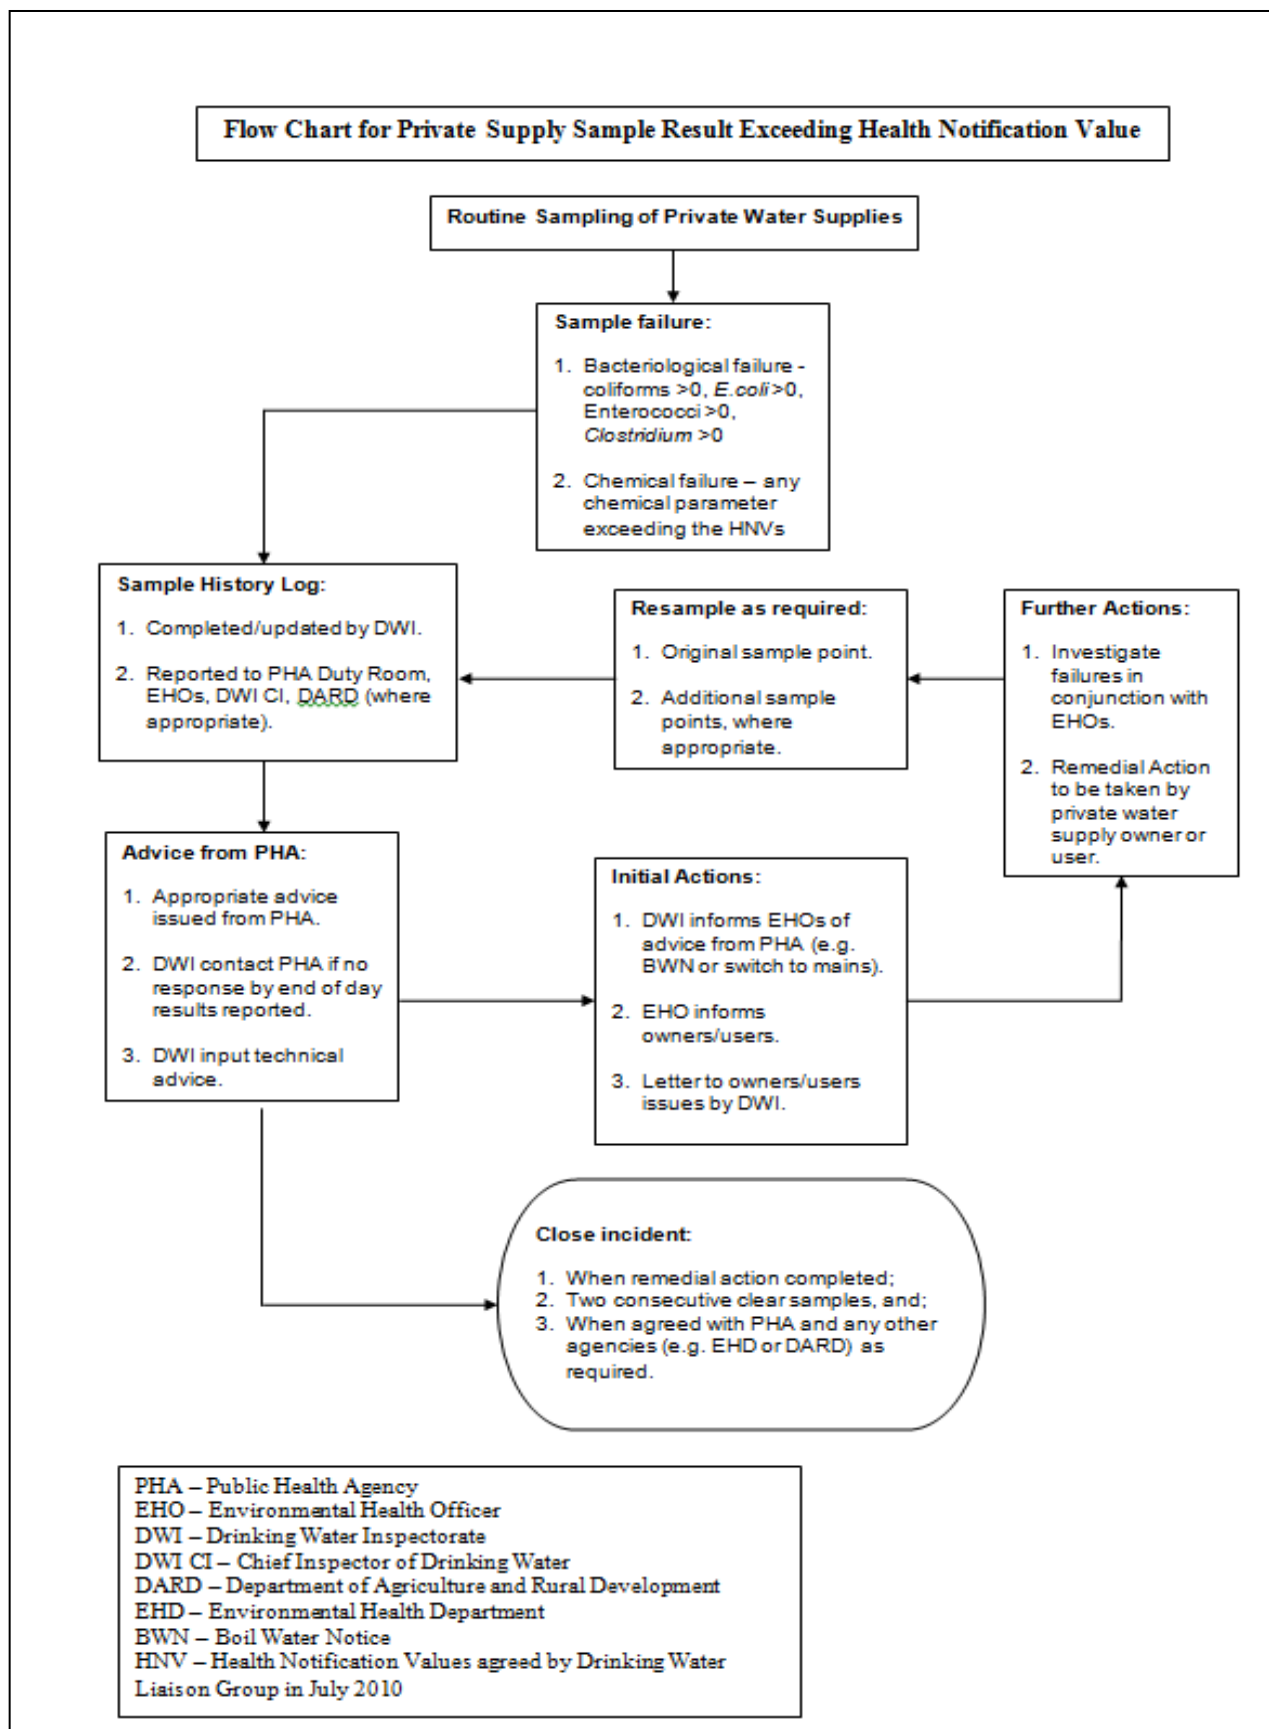 Flow Chart for Private Supply Sample Result Exceeding Health Notification Value
Routine Sampling of Private Water Supplies
Sample failure:
1. Bacteriological failure -
coliforms >0, E.coli >0,
Enterococci >0,
Clostridium >0
2. Chemical failure – any
chemical parameter
exceeding the HNVs
Sample History Log:
1. Completed/updated by DWI.
2. Reported to PHA Duty Room,
EHOs, DWI CI, DARD (where
appropriate).
Resample as required:
1. Original sample point.
2. Additional sample
points, where
appropriate.
Further Actions:
1. Investigate
failures in
conjunction with
EHOs.
2. Remedial Action
to be taken by
private water
supply owner or
user.
Advice from PHA:
1. Appropriate advice
issued from PHA.
2. DWI contact PHA if no
response by end of day
results reported.
3. DWI input technical
advice.
Initial Actions:
1. DWI informs EHOs of
advice from PHA (e.g.
BWN or switch to mains).
2. EHO informs
owners/users.
3. Letter to owners/users
issues by DWI.
Close incident:
1. When remedial action completed;
2. Two consecutive clear samples, and;
3. When agreed with PHA and any other
agencies (e.g. EHD or DARD) as
required.
PHA – Public Health Agency
EHO – Environmental Health Officer
DWI – Drinking Water Inspectorate
DWI CI – Chief Inspector of Drinking Water
DARD – Department of Agriculture and Rural Development
EHD – Environmental Health Department
BWN – Boil Water Notice
HNV – Health Notification Values agreed by Drinking Water
Liaison Group in July 2010